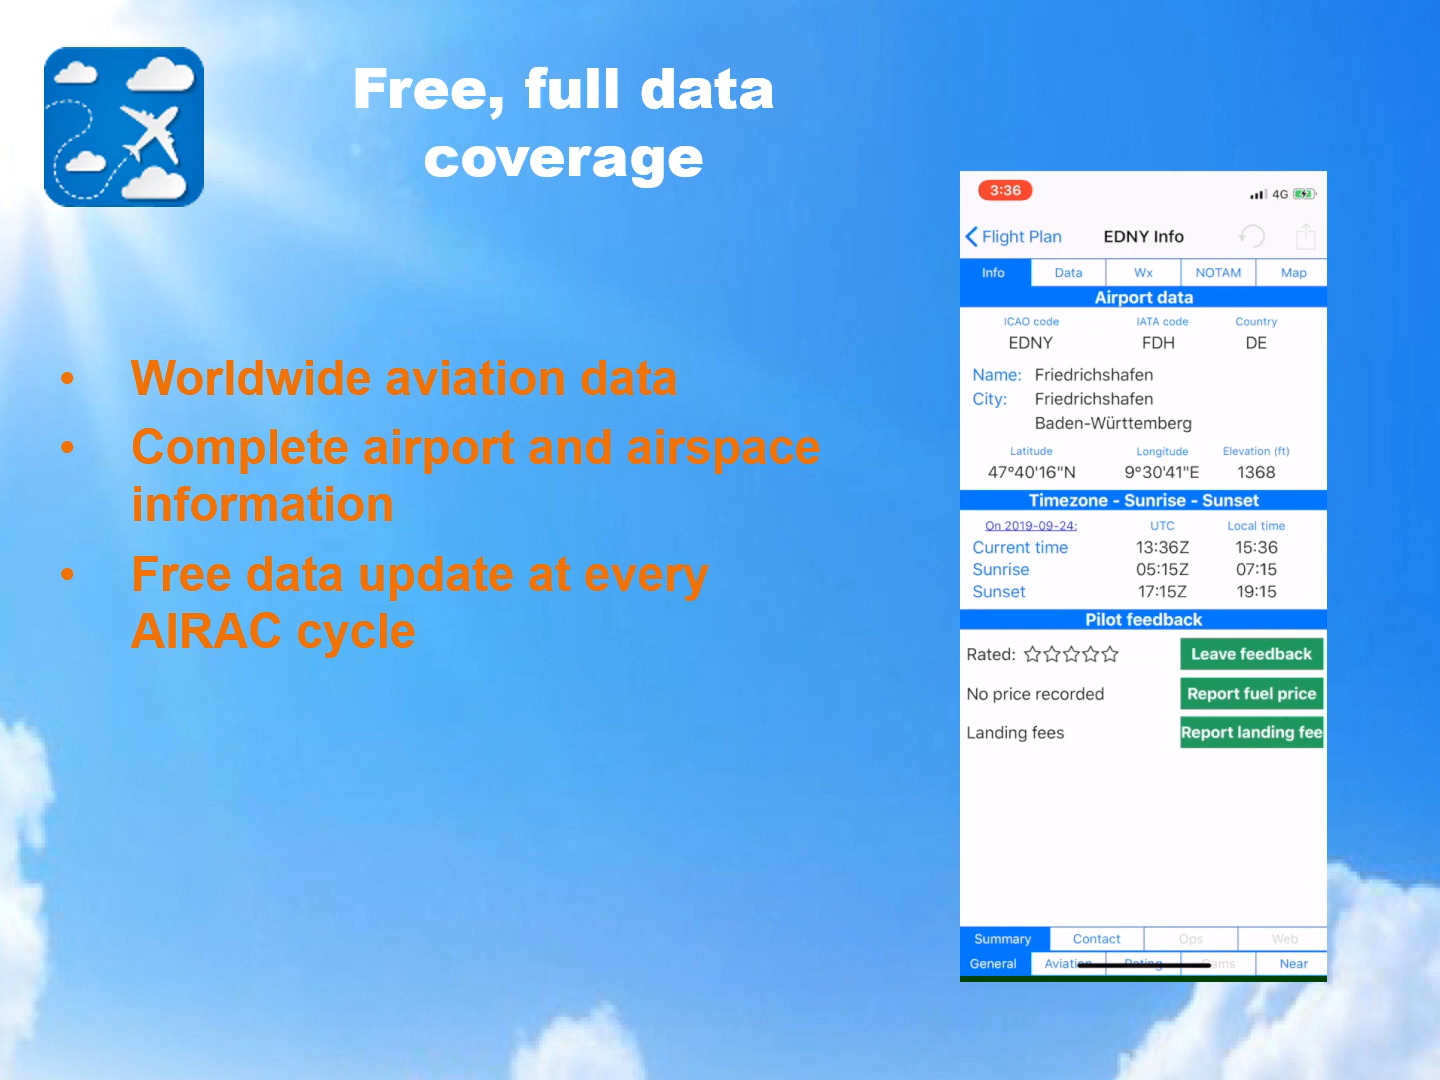 Free, full data
coverage
• Worldwide aviation data
• Complete airport and airspace
information
• Free data update at every
AIRAC cycle
3:36 4G
Flight Plan EDNY Info
Info Data Wx NOTAM Map
Airport data
ICAO code IATA code Country
EDNY FDH DE
Name: Friedrichshafen
City: Friedrichshafen
Baden-Württemberg
Latitude Longitude Elevation (ft)
47°40'16"N 9°30'41"E 1368
Timezone - Sunrise - Sunset
On 2019-09-24: UTC Local time
Current time 13:36Z 15:36
Sunrise 05:15Z 07:15
Sunset 17:15Z 19:15
Pilot feedback
Rated: Leave feedback
No price recorded Report fuel price
Landing fees Report landing fee
Summary Contact Ops Web
General Aviation Rating Near